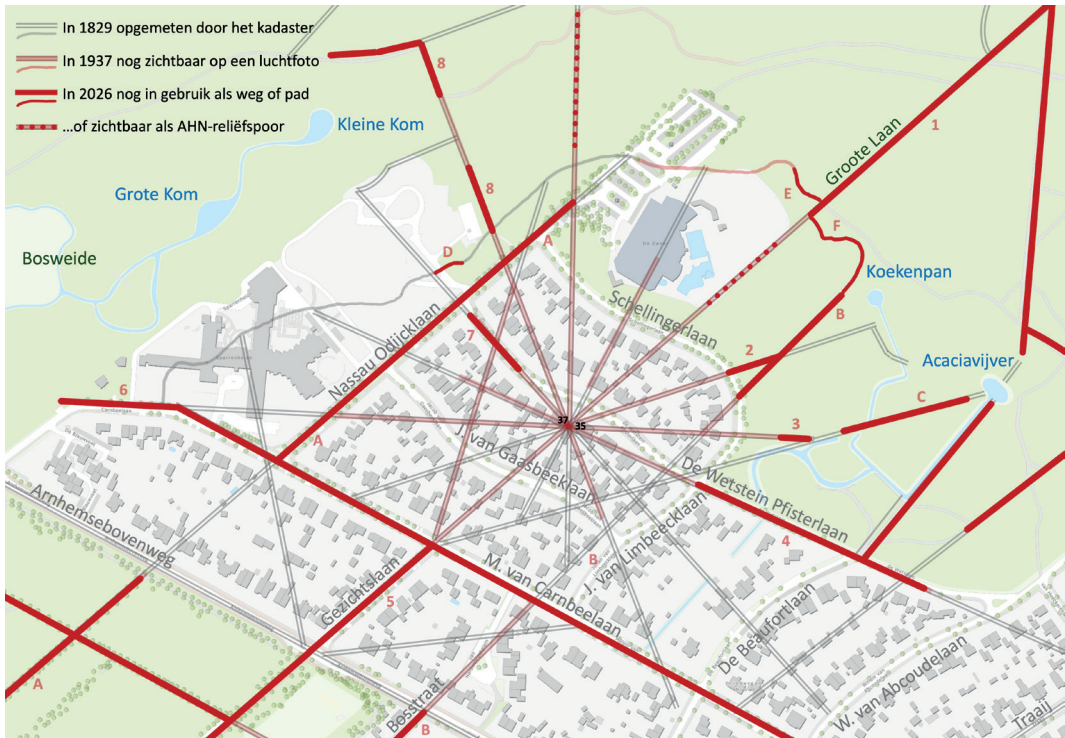 In 1829 opgemeten door het kadaster
In 1937 nog zichtbaar op een luchtfoto
In 2026 nog in gebruik als weg of pad
...of zichtbaar als AHN-reliëfspoor
8
Kleine Kom
1
Groote Laan
Grote Kom
8
E
F
A
D
Bosweide
Koekenpan
Schellingerlaan
B
Nassau Odijcklaan
7
2
Acaciavijver
6
C
37
35
3
A
J. van Gaasbeeklaan
De Wetstein Pfisterlaan
Arnhemsebovenweg
J. van Limbeecklaan
4
B
M. van Carnbeelaan
Gezichtslaan
5
De Beaufortlaan
W. van Abcoudelaan
A
Bosstraat
B
Traaij